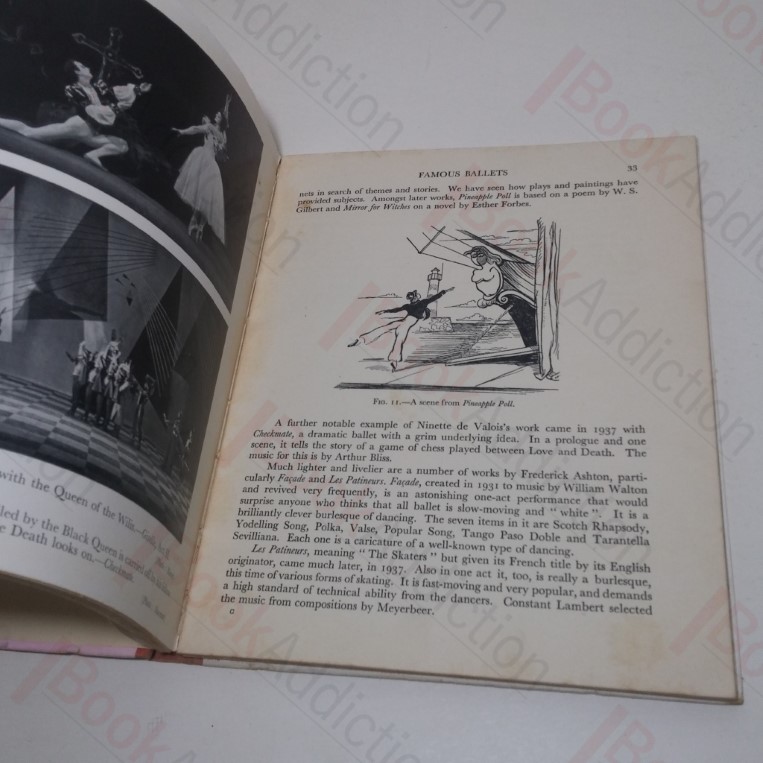 with the Queen of the Wilis.—
led by the Black Queen is carried off
e Death looks on.—Checkmate.
FAMOUS BALLETS 33
nets in search of themes and stories. We have seen how plays and paintings have
provided subjects. Amongst later works, Pineapple Poll is based on a poem by W. S.
Gilbert and Mirror for Witches on a novel by Esther Forbes.
FIG. 11.—A scene from Pineapple Poll.
A further notable example of Ninette de Valois's work came in 1937 with
Checkmate, a dramatic ballet with a grim underlying idea. In a prologue and one
scene, it tells the story of a game of chess played between Love and Death. The
music for this is by Arthur Bliss.
Much lighter and livelier are a number of works by Frederick Ashton, parti-
cularly Façade and Les Patineurs. Façade, created in 1931 to music by William Walton
and revived very frequently, is an astonishing one-act performance that would
surprise anyone who thinks that all ballet is slow-moving and " white ". It is a
brilliantly clever burlesque of dancing. The seven items in it are Scotch Rhapsody,
Yodelling Song, Polka, Valse, Popular Song, Tango Paso Doble and Tarantella
Sevilliana. Each one is a caricature of a well-known type of dancing.
Les Patineurs, meaning " The Skaters " but given its French title by its English
originator, came much later, in 1937. Also in one act it, too, is really a burlesque,
this time of various forms of skating. It is fast-moving and very popular, and demands
a high standard of technical ability from the dancers. Constant Lambert selected
the music from compositions by Meyerbeer.
BookAddiction